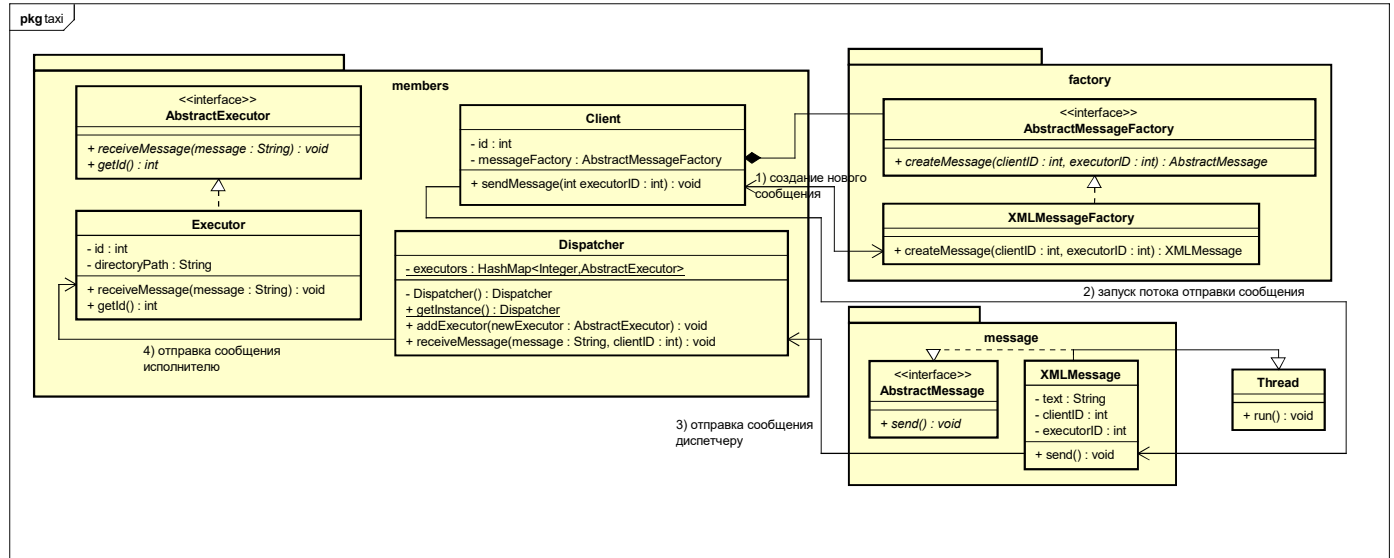 pkg taxi
members
<<interface>>
AbstractExecutor
+ receiveMessage(message : String) : void
+ getId() : int
Executor
- id : int
- directoryPath : String
+ receiveMessage(message : String) : void
+ getId() : int
Client
- id : int
- messageFactory : AbstractMessageFactory
+ sendMessage(int executorID : int) : void
Dispatcher
- executors : HashMap<Integer,AbstractExecutor>
- Dispatcher() : Dispatcher
+ getInstance() : Dispatcher
+ addExecutor(newExecutor : AbstractExecutor) : void
+ receiveMessage(message : String, clientID : int) : void
4) отправка сообщения
исполнителю
1) создание нового
сообщения
factory
<<interface>>
AbstractMessageFactory
+ createMessage(clientID : int, executorID : int) : AbstractMessage
XMLMessageFactory
+ createMessage(clientID : int, executorID : int) : XMLMessage
2) запуск потока отправки сообщения
message
<<interface>>
AbstractMessage
+ send() : void
XMLMessage
- text : String
- clientID : int
- executorID : int
+ send() : void
Thread
+ run() : void
3) отправка сообщения
диспетчеру